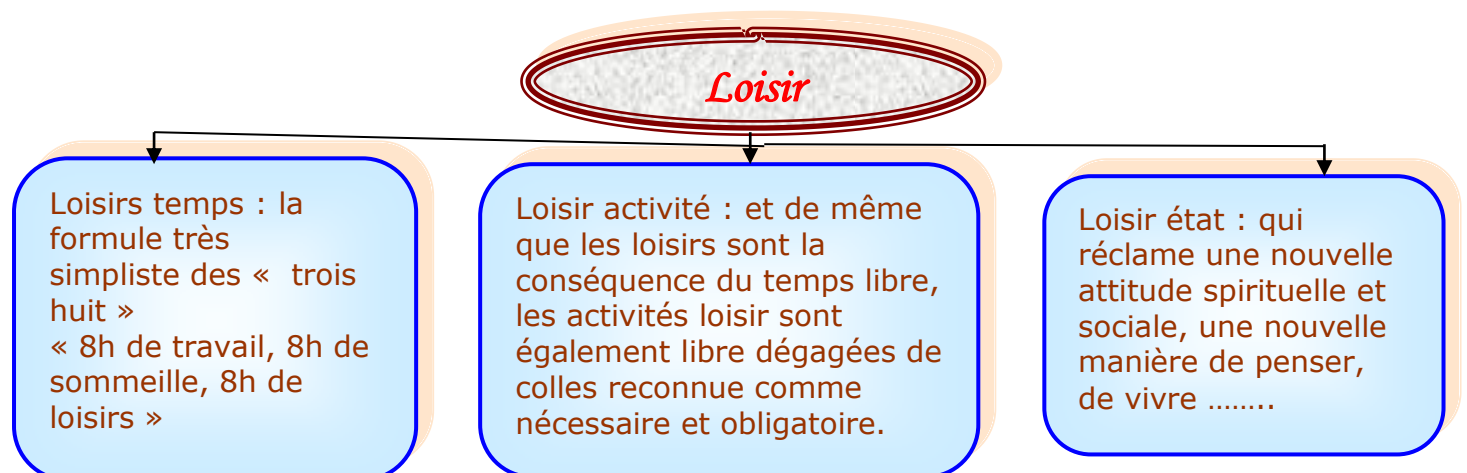 Loisir
Loisirs temps : la
formule très
simpliste des «  trois
huit »
« 8h de travail, 8h de
sommeille, 8h de
loisirs »
Loisir activité : et de même
que les loisirs sont la
conséquence du temps libre,
les activités loisir sont
également libre dégagées de
colles reconnue comme
nécessaire et obligatoire.
Loisir état : qui
réclame une nouvelle
attitude spirituelle et
sociale, une nouvelle
manière de penser,
de vivre ……..